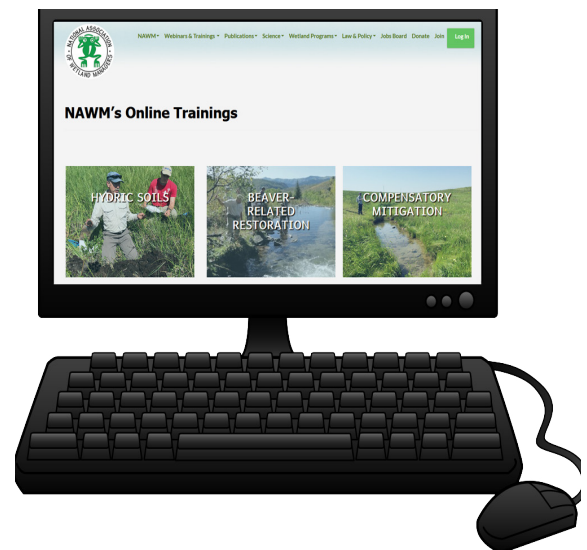 NATIONAL ASSOCIATION
OF WETLAND MANAGERS
NAWM Webinars & Trainings Publications Science Wetland Programs Law & Policy Jobs Board Donate Join Log In
NAWM's Online Trainings
HYDRIC SOILS
BEAVER-
RELATED
RESTORATION
COMPENSATORY
MITIGATION